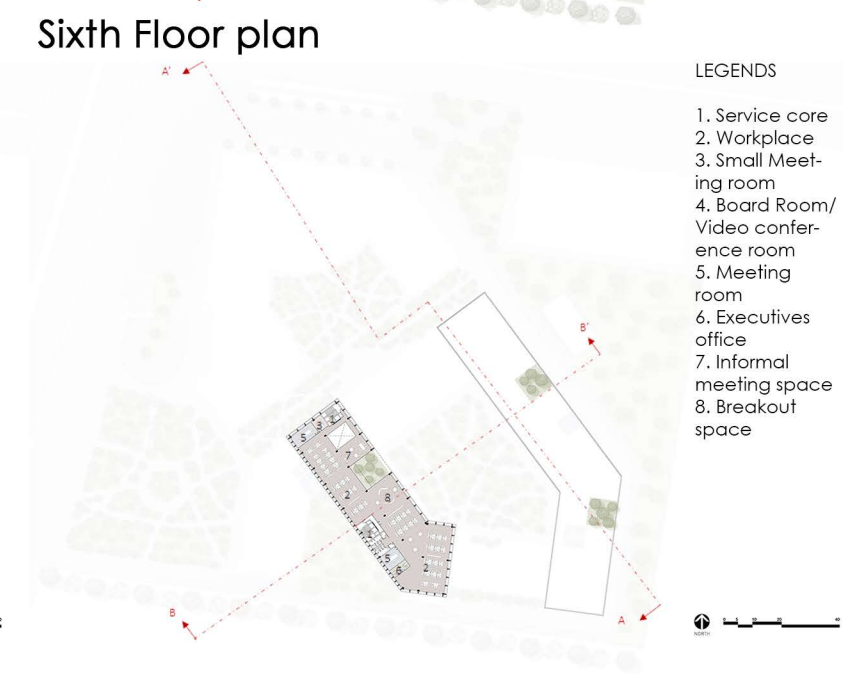 Sixth Floor plan
A'
LEGENDS
1. Service core
2. Workplace
3. Small Meet-
ing room
4. Board Room/
Video confer-
ence room
5. Meeting
room
6. Executives
office
7. Informal
meeting space
8. Breakout
space
B'
5
3
7
2
8
5
6
2
B
A
NORTH